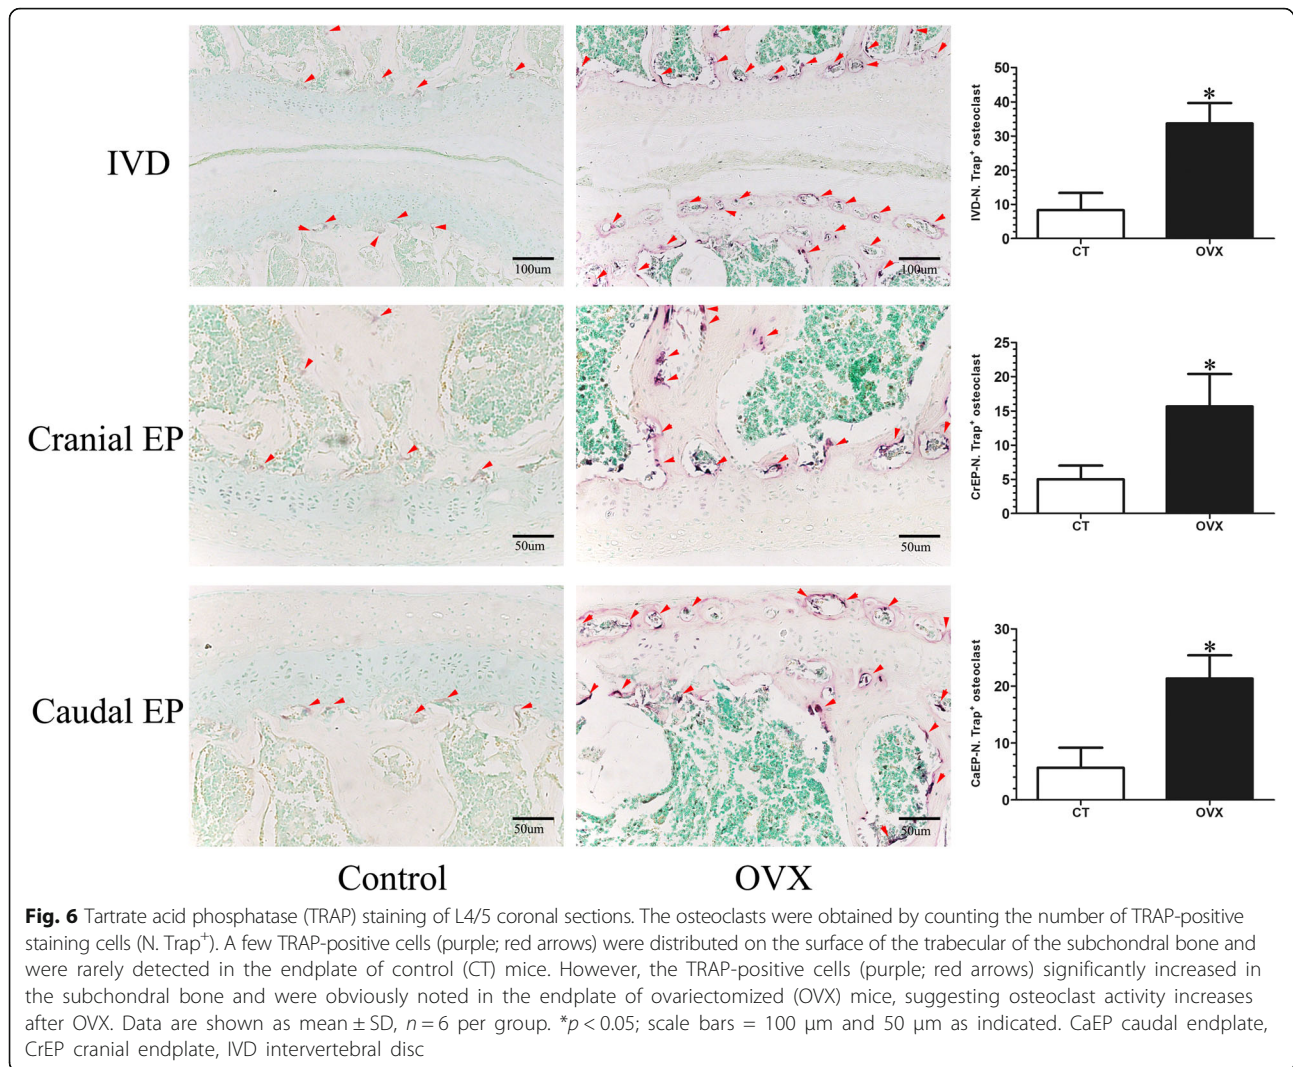 IVD
100um
100um
IVD-N. Trap+ osteoclast
50
40
30
20
10
0
*
CT
OVX
Cranial EP
50um
50um
CrEP-N. Trap+ osteoclast
25
20
15
10
5
0
*
CT
OVX
Caudal EP
50um
50um
CaEP-N. Trap+ osteoclast
30
20
10
0
*
CT
OVX
Control
OVX
Fig. 6 Tartrate acid phosphatase (TRAP) staining of L4/5 coronal sections. The osteoclasts were obtained by counting the number of TRAP-positive
staining cells (N. Trap+). A few TRAP-positive cells (purple; red arrows) were distributed on the surface of the trabecular of the subchondral bone and
were rarely detected in the endplate of control (CT) mice. However, the TRAP-positive cells (purple; red arrows) significantly increased in
the subchondral bone and were obviously noted in the endplate of ovariectomized (OVX) mice, suggesting osteoclast activity increases
after OVX. Data are shown as mean ± SD, n = 6 per group. *p < 0.05; scale bars = 100 μm and 50 μm as indicated. CaEP caudal endplate,
CrEP cranial endplate, IVD intervertebral disc